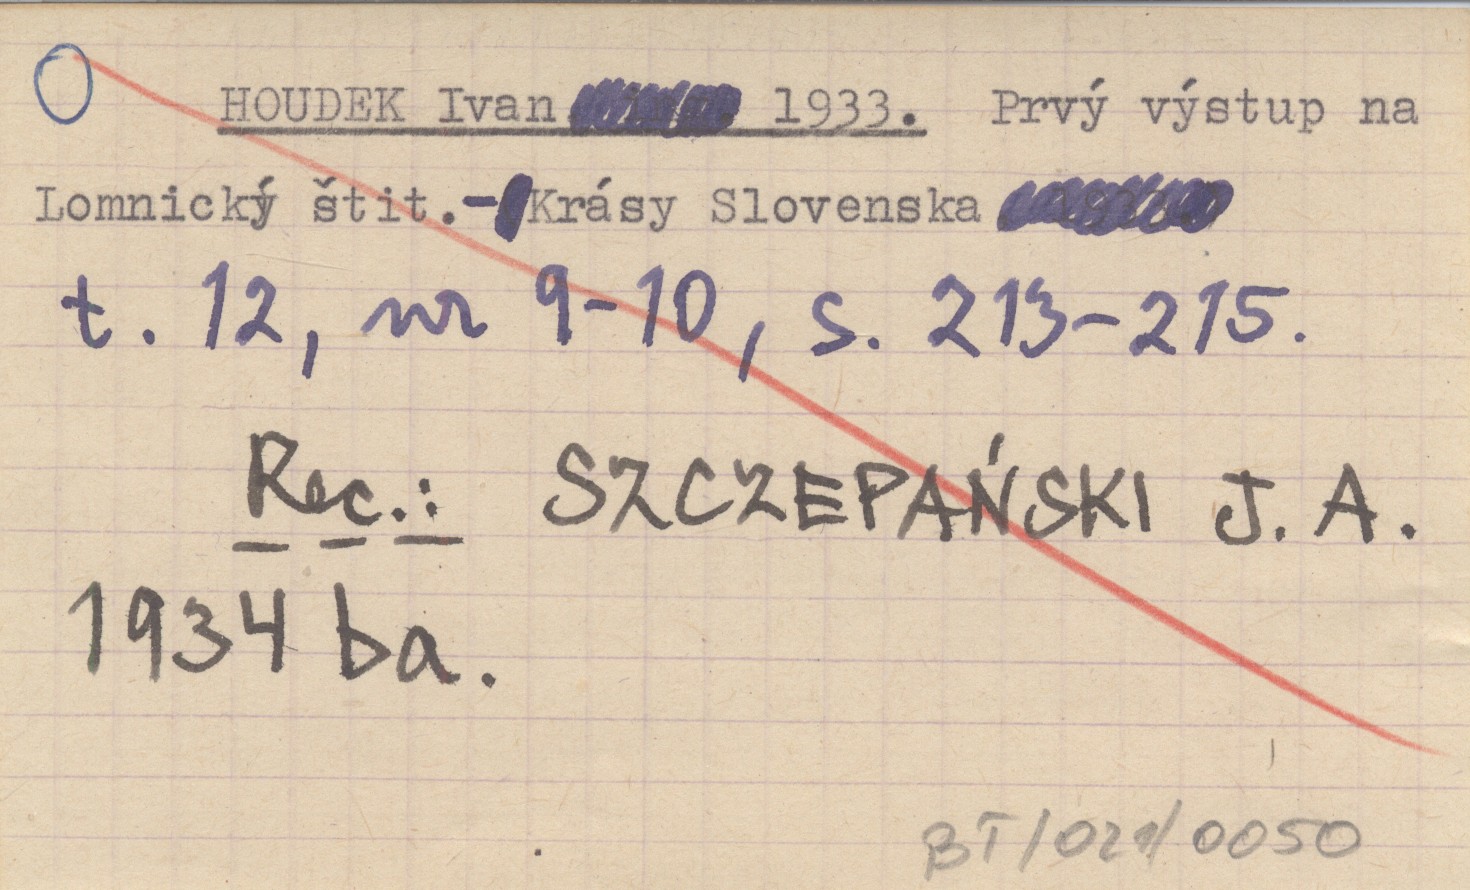 HOUDEK Ivan 1933. Prvý výstup na
Lomnický štit.- Krásy Slovenska
t. 12, nr 9-10, s. 213-215.
Rec.: SZCZEPAŃSKI J. A.
1934 ba.
BT/021/0050